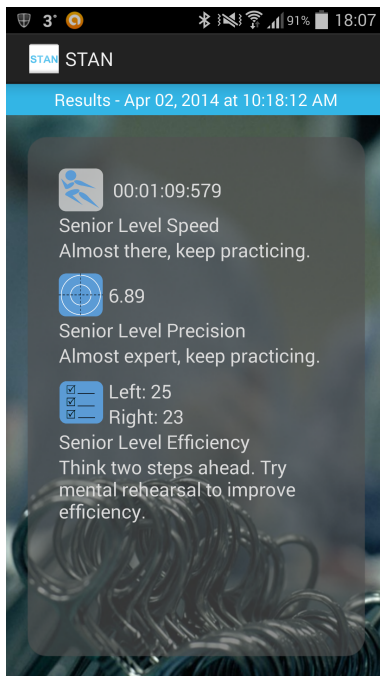 3° 91% 18:07
STAN STAN
Results - Apr 02, 2014 at 10:18:12 AM
00:01:09:579
Senior Level Speed
Almost there, keep practicing.
6.89
Senior Level Precision
Almost expert, keep practicing.
Left: 25
Right: 23
Senior Level Efficiency
Think two steps ahead. Try
mental rehearsal to improve
efficiency.